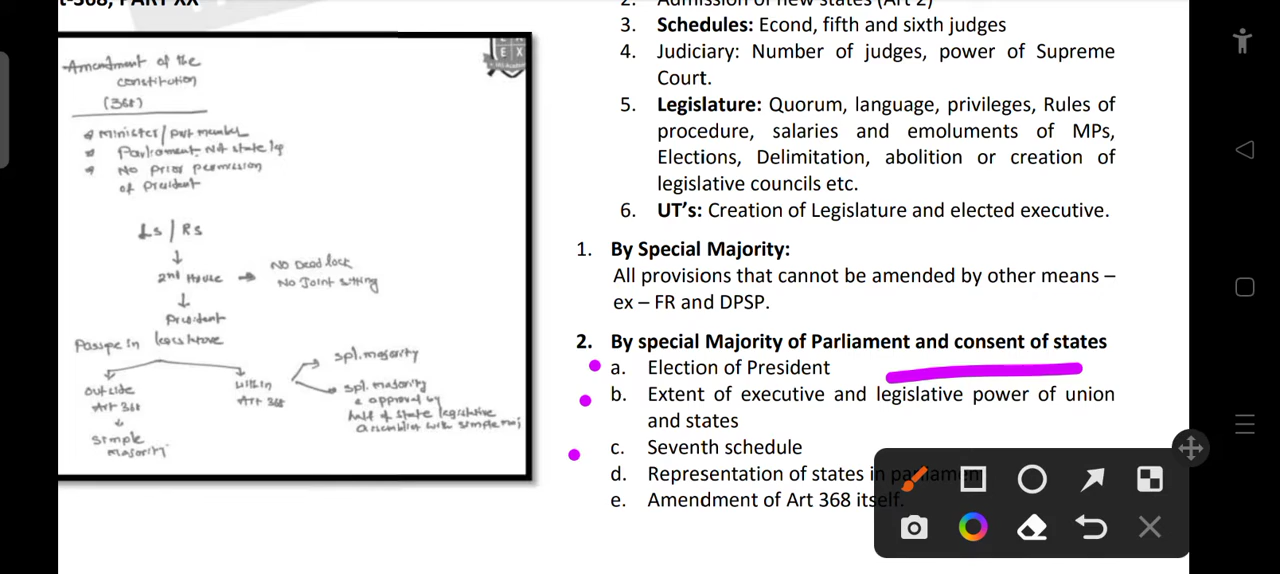 t-368, PART XX
Amendment of the
constitution
(368)
Minister/pvt member
Parliament. Not state leg
No prior permission
of president
LS/RS
2nd House → No Dead lock
No Joint sitting
President
Passage in
Out side
Art 368
simple
majority
within
Art 368
spl. majority
spl. majority
& approval by
half of state legislative
assemblies with simple maj
2. Admission of new states (Art 2)
3. Schedules: Econd, fifth and sixth judges
4. Judiciary: Number of judges, power of Supreme
Court.
5. Legislature: Quorum, language, privileges, Rules of
procedure, salaries and emoluments of MPs,
Elections, Delimitation, abolition or creation of
legislative councils etc.
6. UT's: Creation of Legislature and elected executive.
1. By Special Majority:
All provisions that cannot be amended by other means –
ex – FR and DPSP.
2. By special Majority of Parliament and consent of states
a. Election of President
b. Extent of executive and legislative power of union
and states
c. Seventh schedule
d. Representation of states in parliamen
e. Amendment of Art 368 itself.